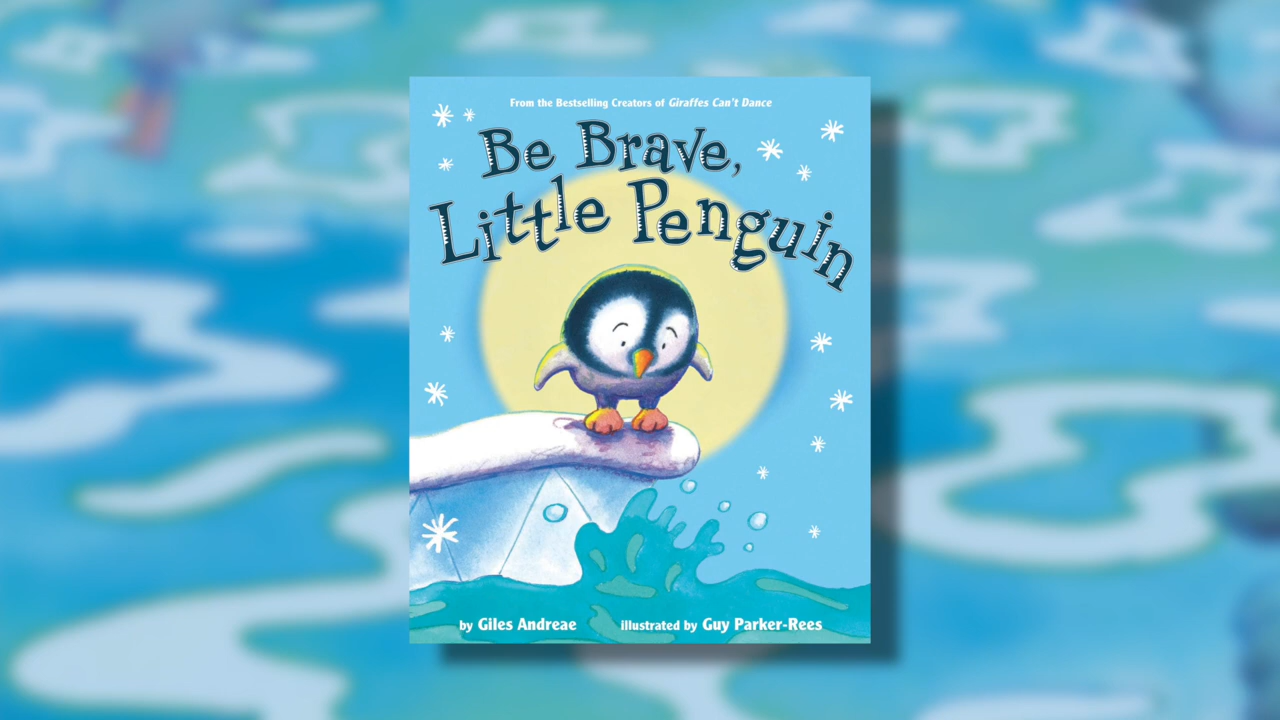 From the Bestselling Creators of Giraffes Can't Dance
Be Brave,
Little Penguin
by Giles Andreae illustrated by Guy Parker-Rees